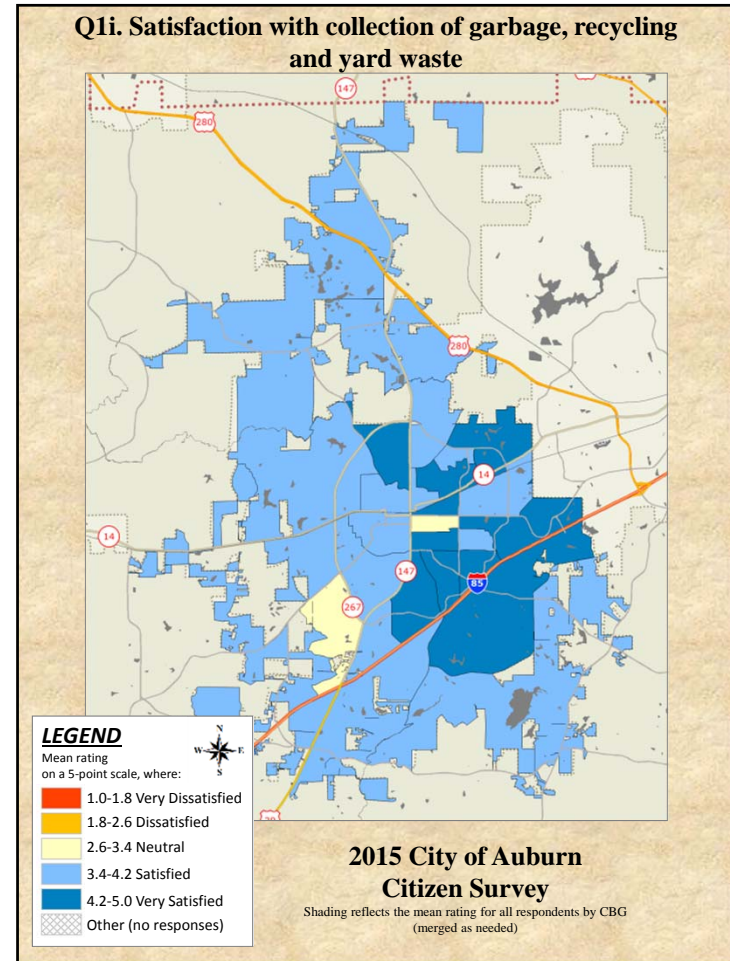 Q1i. Satisfaction with collection of garbage, recycling
and yard waste
147
280
280
14
14
147
85
267
LEGEND
Mean rating
on a 5-point scale, where:
N
W
E
S
1.0-1.8 Very Dissatisfied
1.8-2.6 Dissatisfied
2.6-3.4 Neutral
3.4-4.2 Satisfied
4.2-5.0 Very Satisfied
Other (no responses)
2015 City of Auburn
Citizen Survey
Shading reflects the mean rating for all respondents by CBG
(merged as needed)